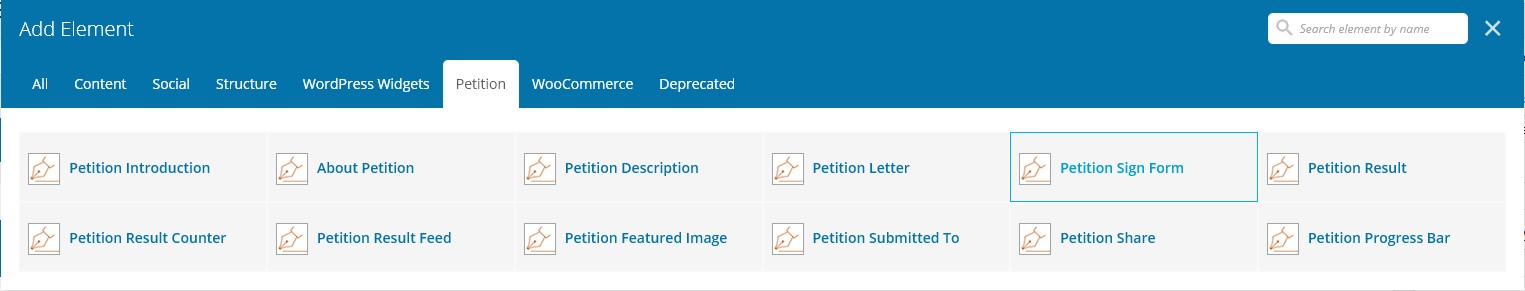 Add Element
Search element by name
All Content Social Structure WordPress Widgets Petition WooCommerce Deprecated
Petition Introduction About Petition Petition Description Petition Letter Petition Sign Form Petition Result
Petition Result Counter Petition Result Feed Petition Featured Image Petition Submitted To Petition Share Petition Progress Bar